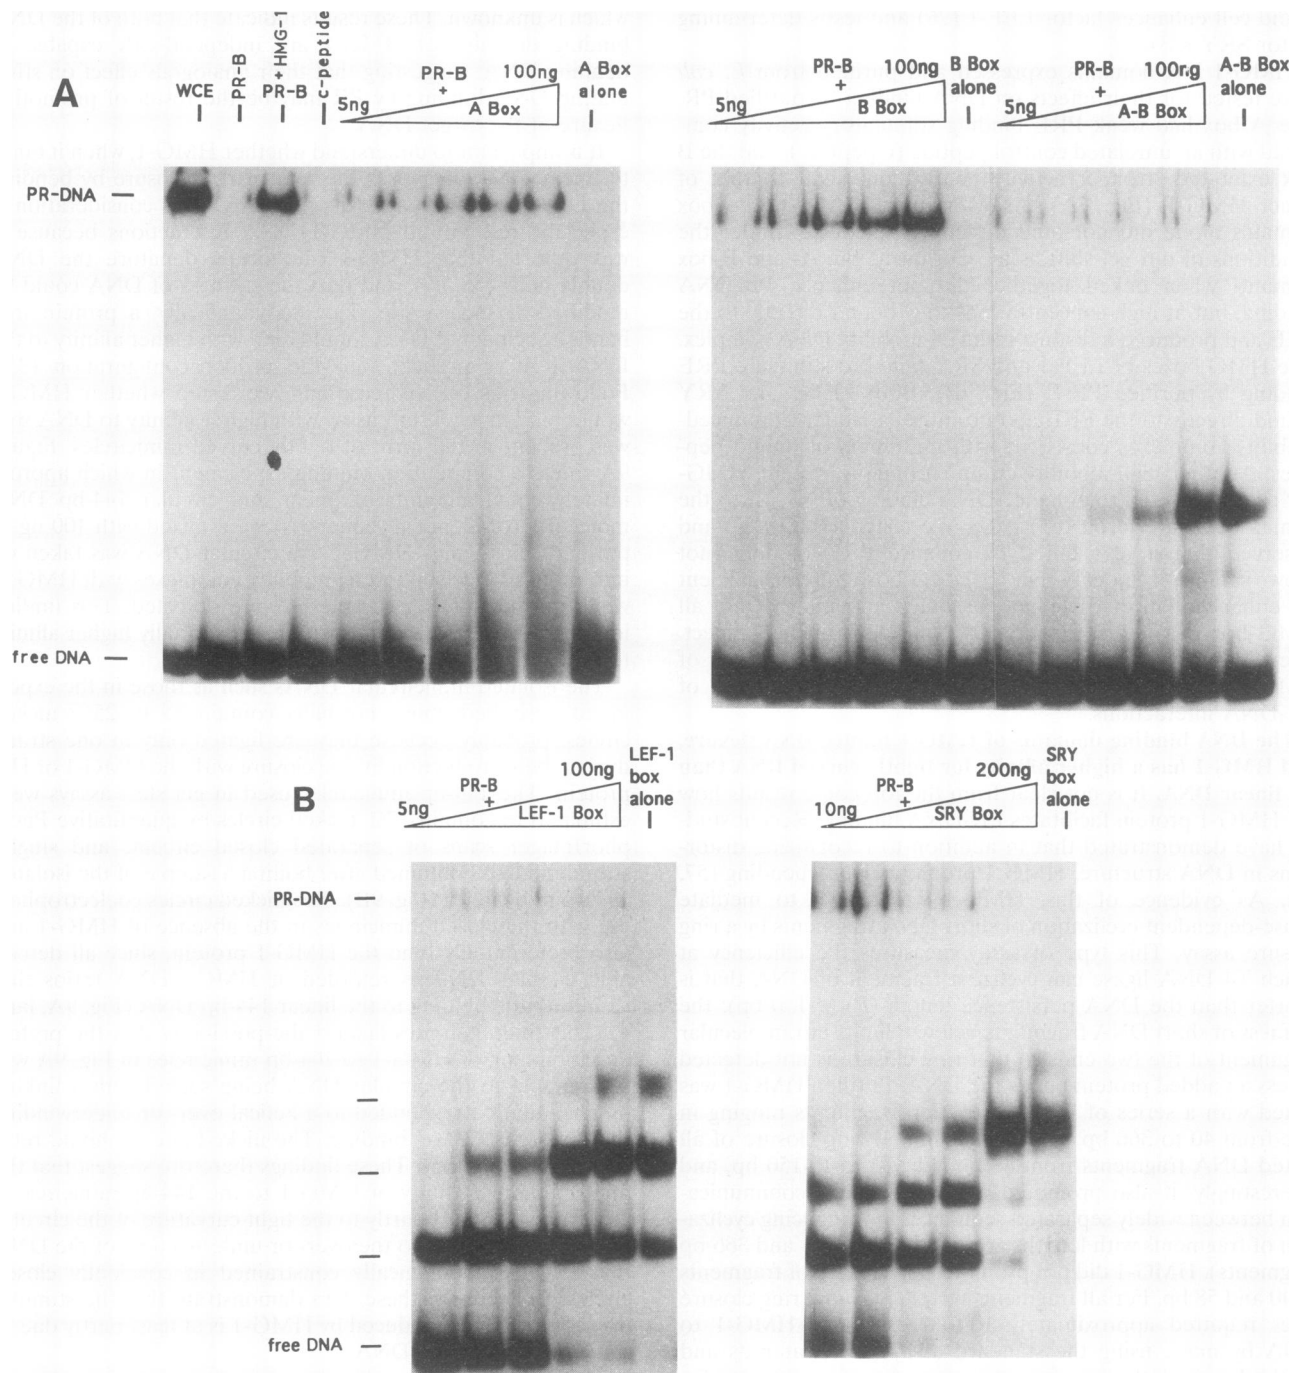 A
WCE
PR-B
HMG-1
+
PR-B
c-peptide
PR-B
+
5ng
100ng
A Box
A Box
alone
PR-B
+
5ng
100ng
B Box
B Box
alone
PR-B
+
5ng
100ng
A-B Box
A-B Box
alone
PR-DNA
free DNA
B
PR-B
+
5ng
100ng
LEF-1 Box
LEF-1
box
alone
PR-B
+
10ng
200ng
SRY Box
SRY
box
alone
PR-DNA
free DNA